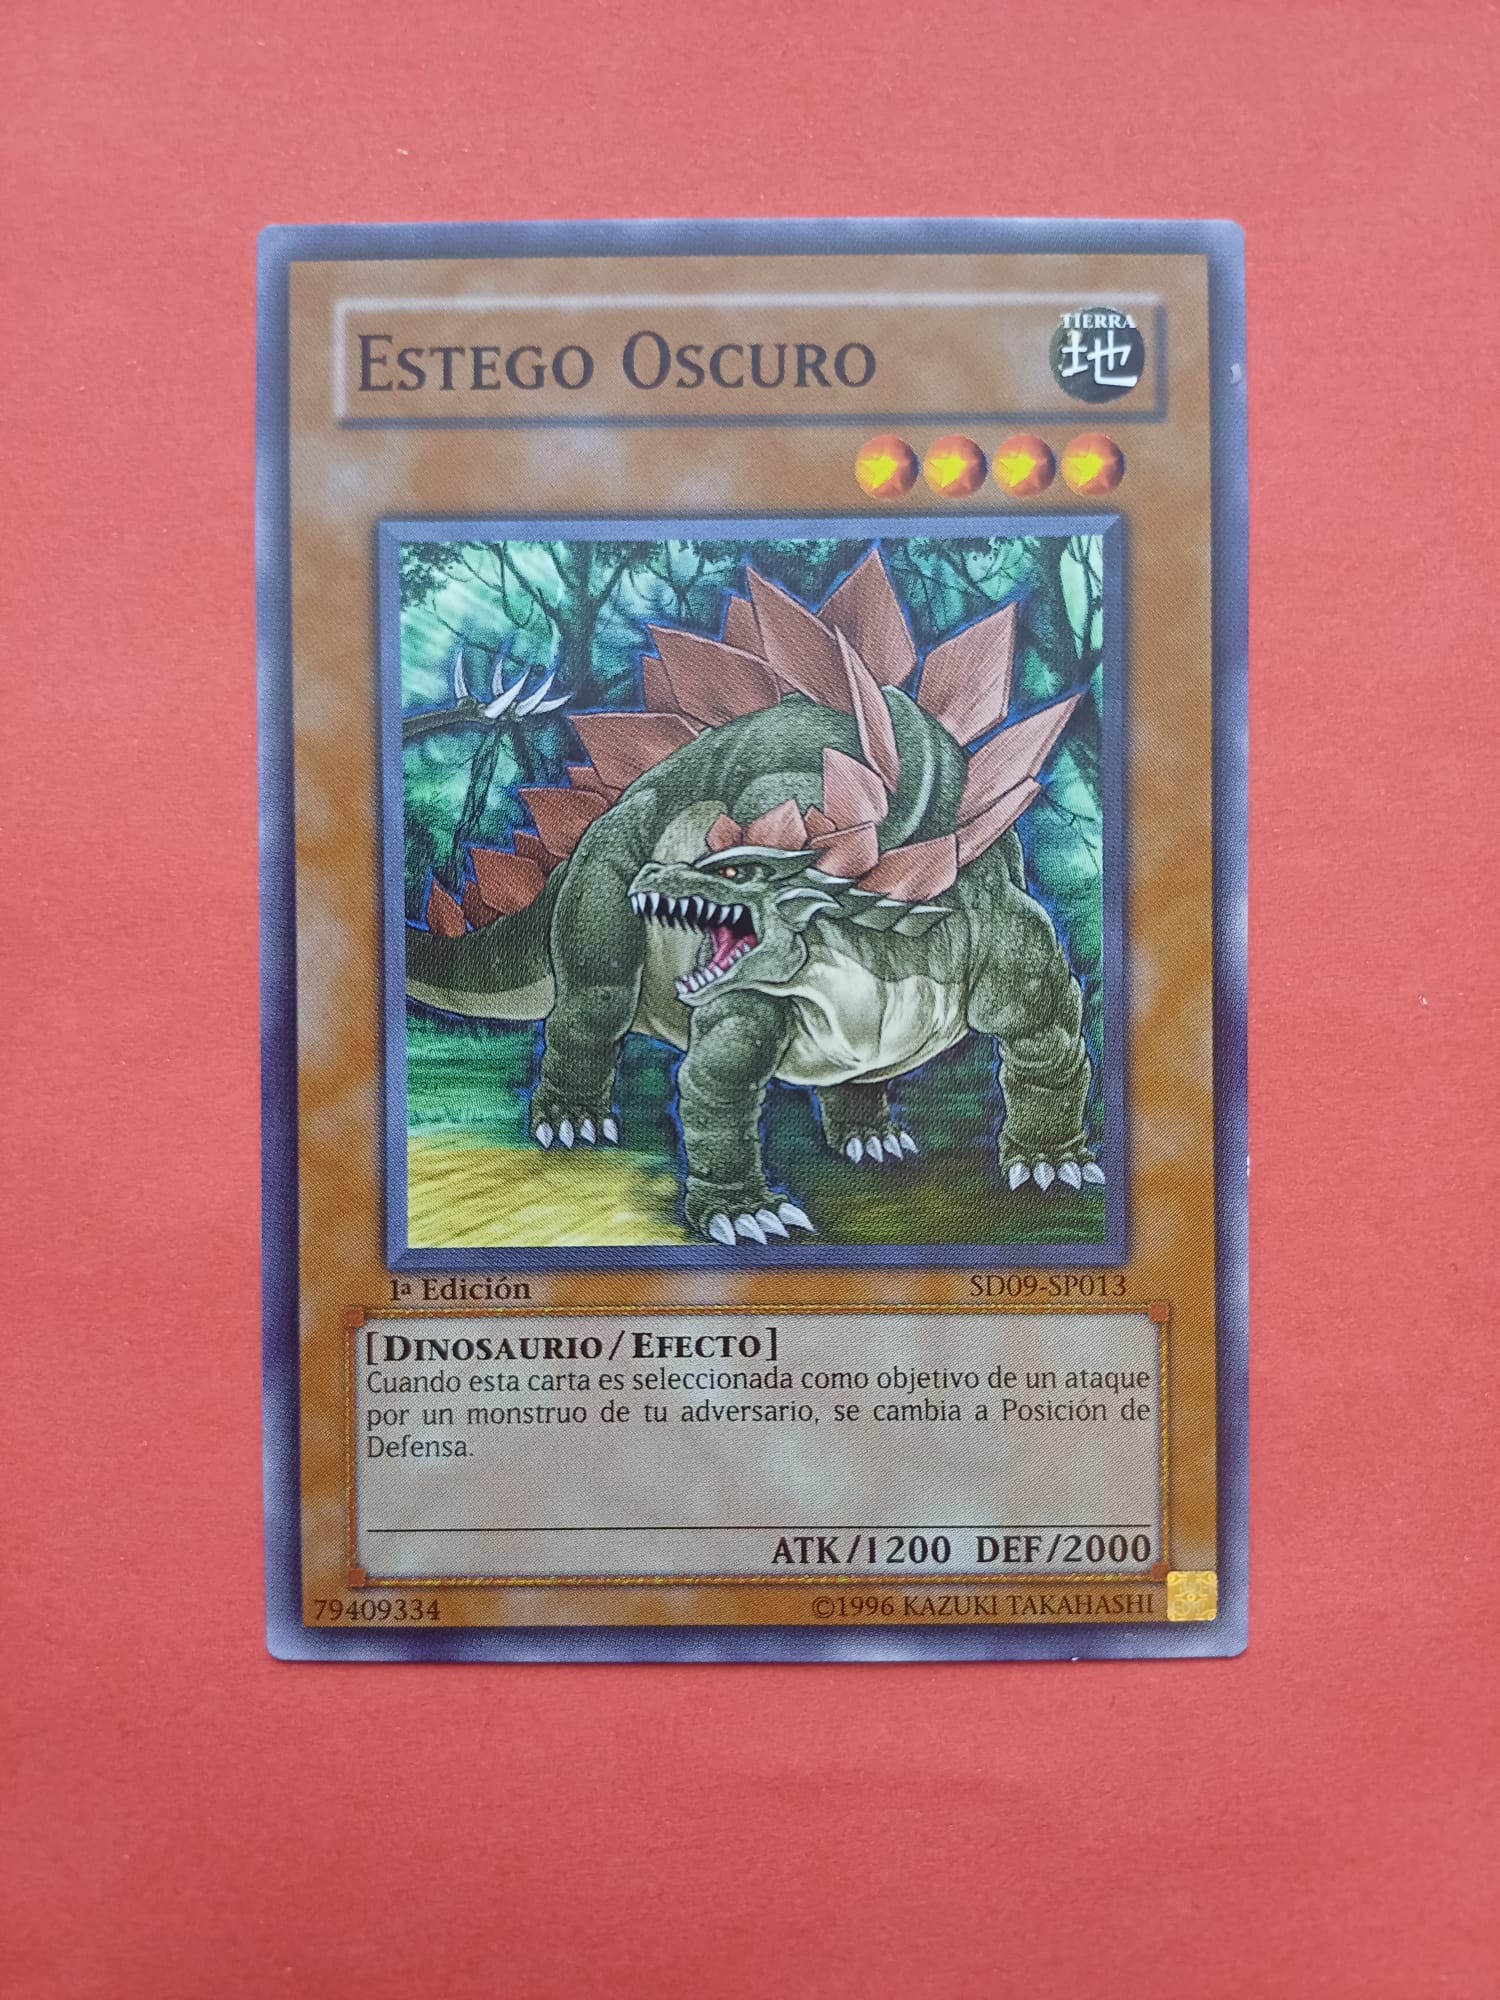 Estego Oscuro
TIERRA
地
1ª Edición
SD09-SP013
[Dinosaurio/Efecto]
Cuando esta carta es seleccionada como objetivo de un ataque
por un monstruo de tu adversario, se cambia a Posición de
Defensa.
ATK/1200 DEF/2000
79409334
©1996 KAZUKI TAKAHASHI